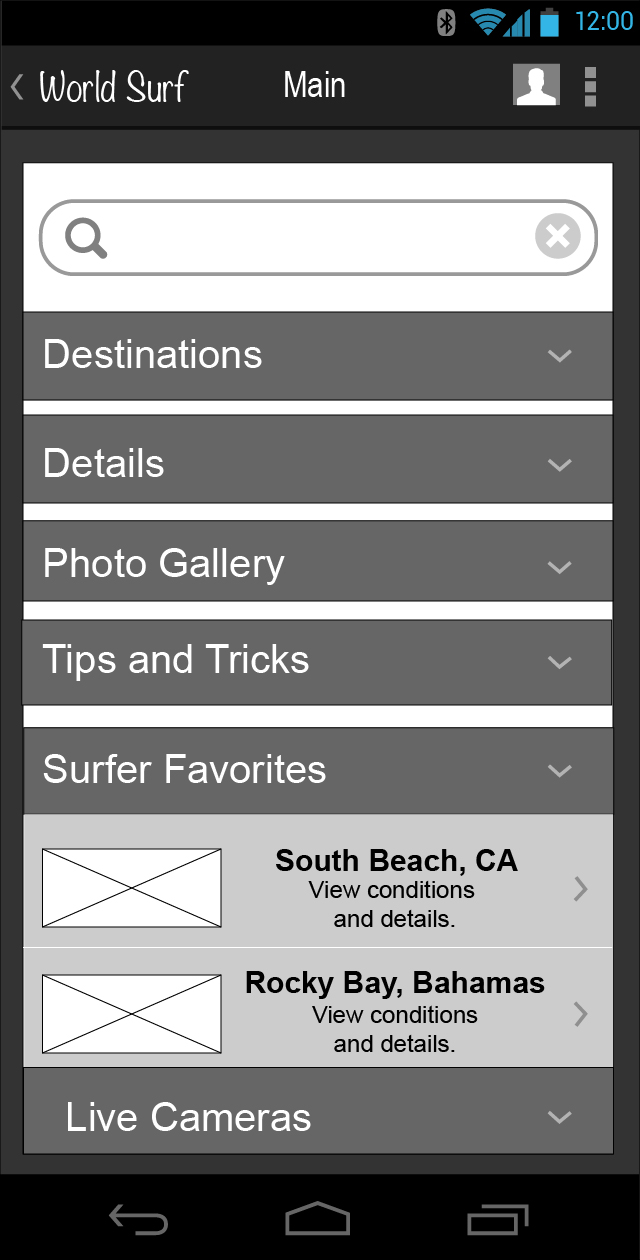 12:00
World Surf
Main
Destinations
Details
Photo Gallery
Tips and Tricks
Surfer Favorites
South Beach, CA
View conditions
and details.
Rocky Bay, Bahamas
View conditions
and details.
Live Cameras